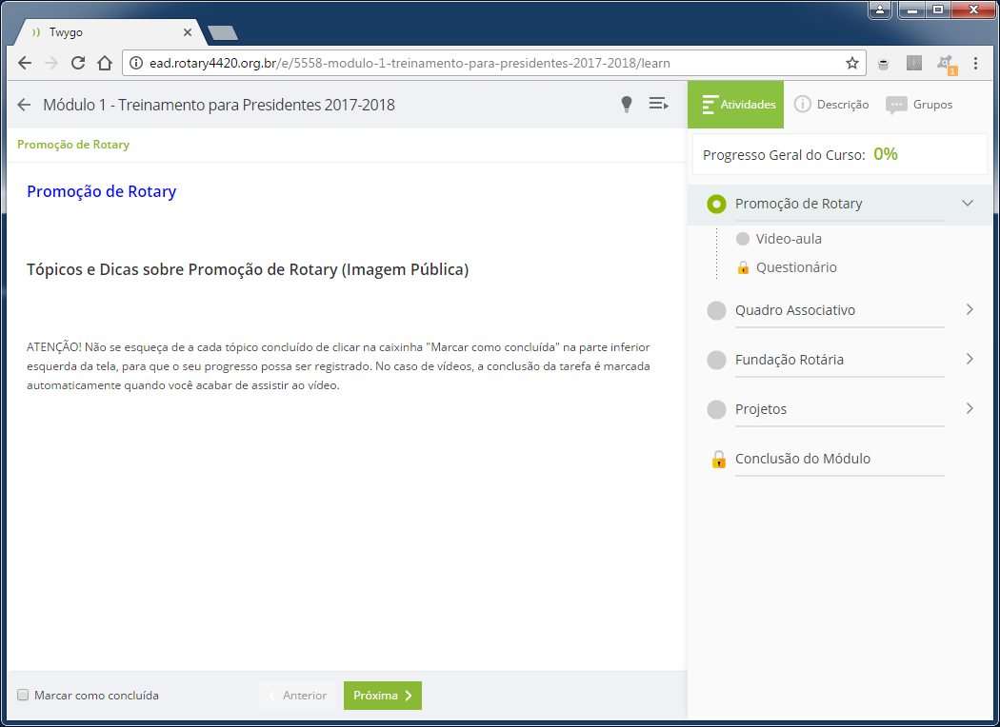 Twygo
ead.rotary4420.org.br/e/5558-modulo-1-treinamento-para-presidentes-2017-2018/learn
1
Módulo 1 - Treinamento para Presidentes 2017-2018
Atividades
Descrição
Grupos
Promoção de Rotary
Progresso Geral do Curso: 0%
Promoção de Rotary
Tópicos e Dicas sobre Promoção de Rotary (Imagem Pública)
ATENÇÃO! Não se esqueça de a cada tópico concluído de clicar na caixinha "Marcar como concluída" na parte inferior
esquerda da tela, para que o seu progresso possa ser registrado. No caso de vídeos, a conclusão da tarefa é marcada
automaticamente quando você acabar de assistir ao vídeo.
Promoção de Rotary
Video-aula
Questionário
Quadro Associativo
Fundação Rotária
Projetos
Conclusão do Módulo
Marcar como concluída
Anterior
Próxima